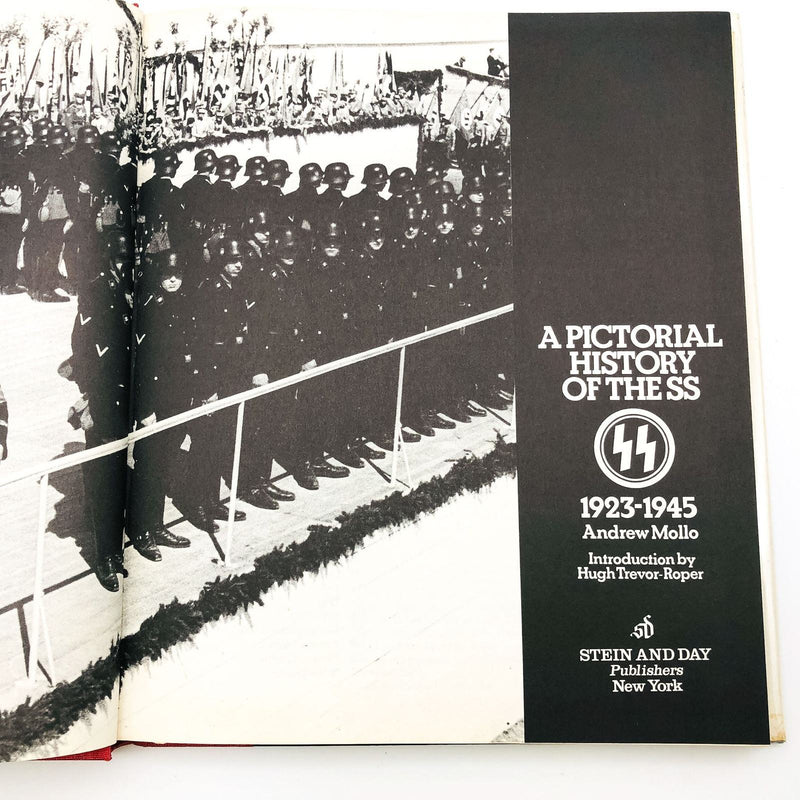 A PICTORIAL
HISTORY
OF THE SS
1923-1945
Andrew Mollo
Introduction by
Hugh Trevor-Roper
STEIN AND DAY
Publishers
New York